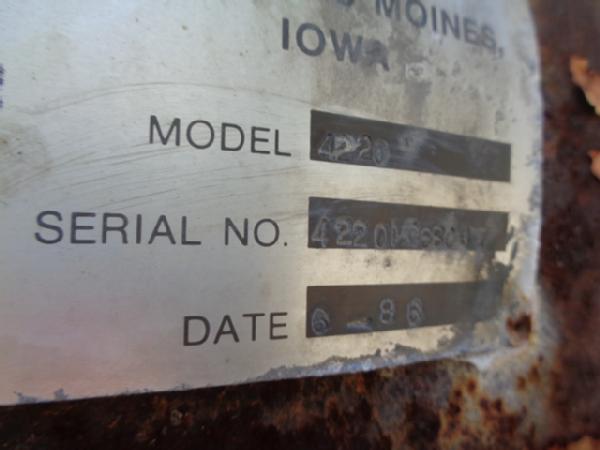 MOINES,
IOWA
MODEL 4220
SERIAL NO.
DATE 6-86